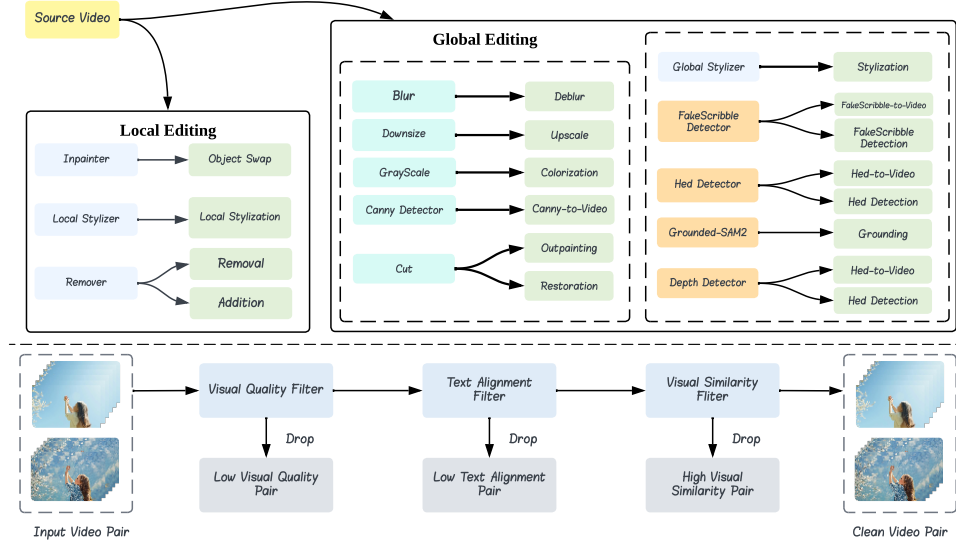 Source Video
Local Editing
Inpainter
Object Swap
Local Stylizer
Local Stylization
Remover
Removal
Addition
Global Editing
Blur
Deblur
Downsize
Upscale
GrayScale
Colorization
Canny Detector
Canny-to-Video
Cut
Outpainting
Restoration
Global Stylizer
Stylization
FakeScribble
Detector
FakeScribble-to-Video
FakeScribble
Detection
Hed Detector
Hed-to-Video
Hed Detection
Grounded-SAM2
Grounding
Depth Detector
Hed-to-Video
Hed Detection
Input Video Pair
Visual Quality Filter
Drop
Low Visual Quality
Pair
Text Alignment
Filter
Drop
Low Text Alignment
Pair
Visual Similarity
Fliter
Drop
High Visual
Similarity Pair
Clean Video Pair